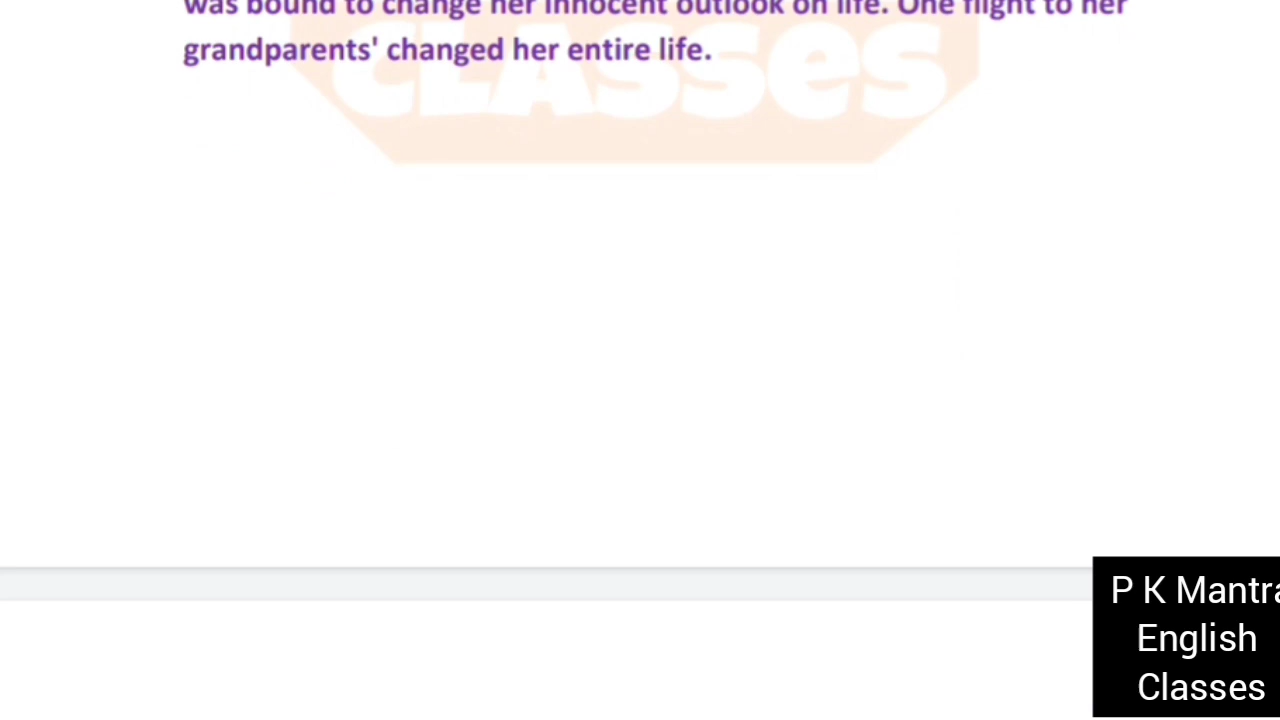 was bound to change her innocent outlook on life. One flight to her
grandparents' changed her entire life.
CLASSES
P K Mantra
English
Classes